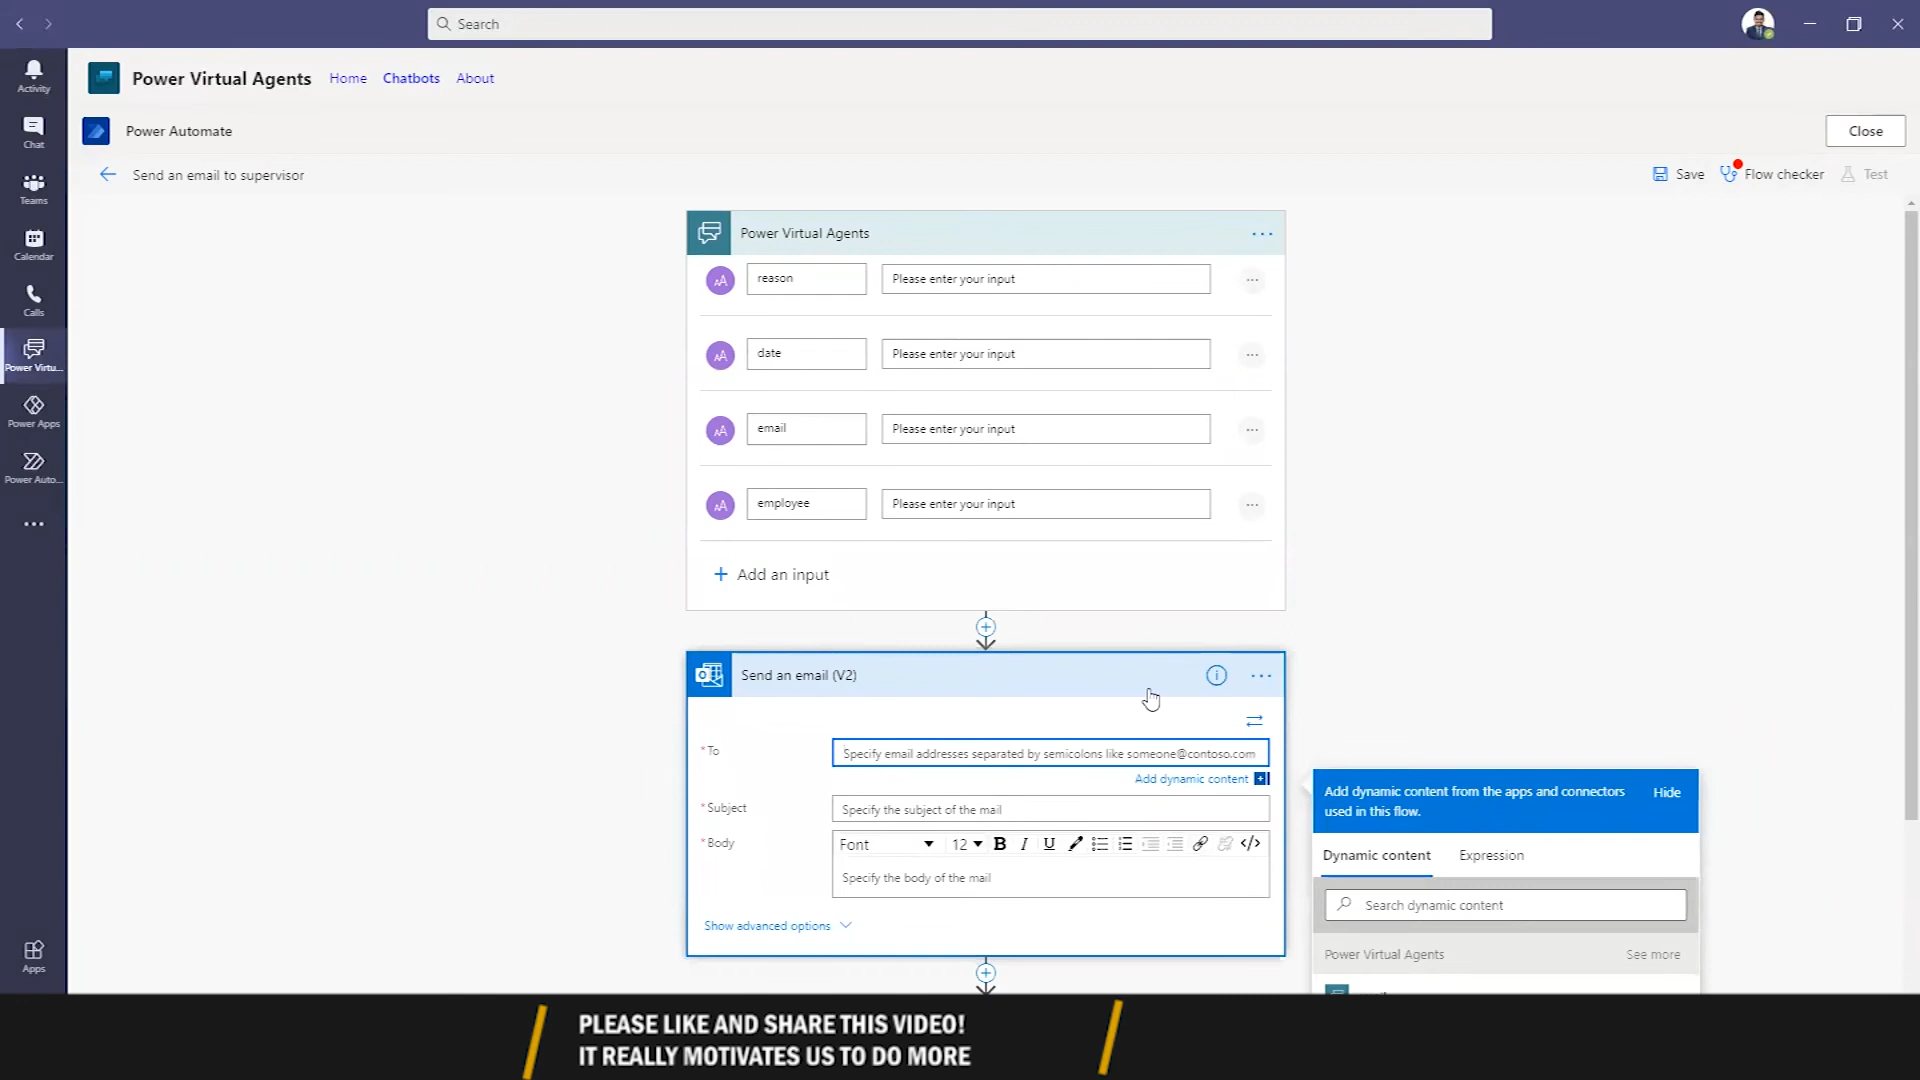 Search
Activity
Chat
Teams
Calendar
Calls
Power Virtu...
Power Apps
Power Auto...
Apps
Power Virtual Agents Home Chatbots About
Power Automate
Close
Send an email to supervisor
Save Flow checker Test
Power Virtual Agents
AA reason Please enter your input
AA date Please enter your input
AA email Please enter your input
AA employee Please enter your input
+ Add an input
Send an email (V2)
* To Specify email addresses separated by semicolons like someone@contoso.com
Add dynamic content
* Subject Specify the subject of the mail
* Body Font 12 B I U </>
Specify the body of the mail
Show advanced options
Add dynamic content from the apps and connectors
used in this flow.
Hide
Dynamic content Expression
Search dynamic content
Power Virtual Agents See more
PLEASE LIKE AND SHARE THIS VIDEO!
IT REALLY MOTIVATES US TO DO MORE